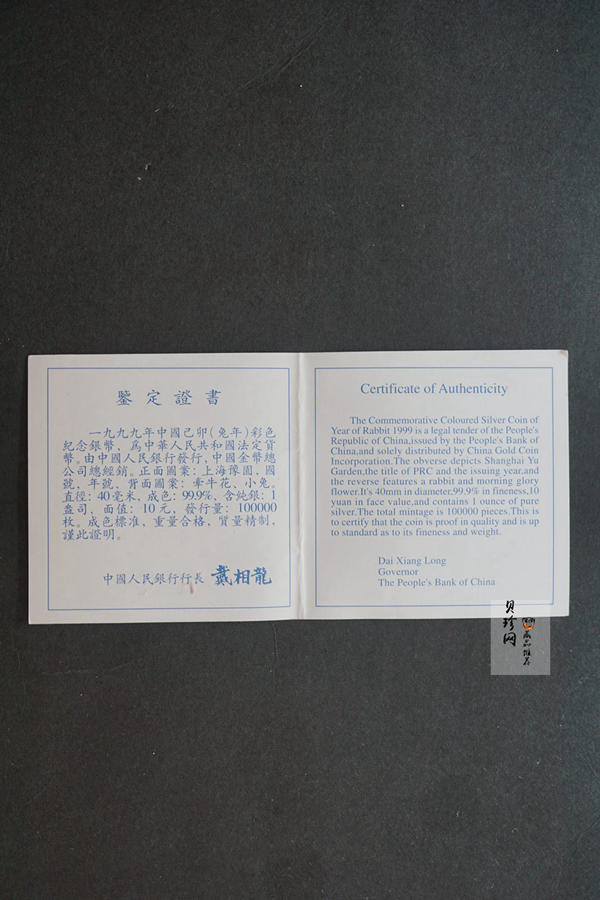 鑒定證書
一九九九年中國己卯(兔年)彩色
紀念銀幣、爲中華人民共和國法定貨
幣。由中國人民銀行發行，中國金幣總
公司總經銷。正面圖案：上海豫園，國
號、年號、背面圖案：牽牛花、小兔。
直徑：40毫米、成色：99.9%、含純銀：1
盎司，面值：10元，發行量：100000
枚。成色標準、重量合格，質量精制，
謹此證明。
中國人民銀行行長 戴相龍
Certificate of Authenticity
The Commemorative Coloured Silver Coin of
Year of Rabbit 1999 is a legal tender of the People's
Republic of China,issued by the People's Bank of
China,and solely distributed by China Gold Coin
Incorporation.The obverse depicts Shanghai Yu
Garden,the title of PRC and the issuing year,and
the reverse features a rabbit and morning glory
flower.It's 40mm in diameter,99.9% in fineness,10
yuan in face value,and contains 1 ounce of pure
silver.The total mintage is 100000 pieces.This is
to certify that the coin is proof in quality and is up
to standard as to its fineness and weight.
Dai Xiang Long
Governor
The People's Bank of China
贝珍网
商品推荐